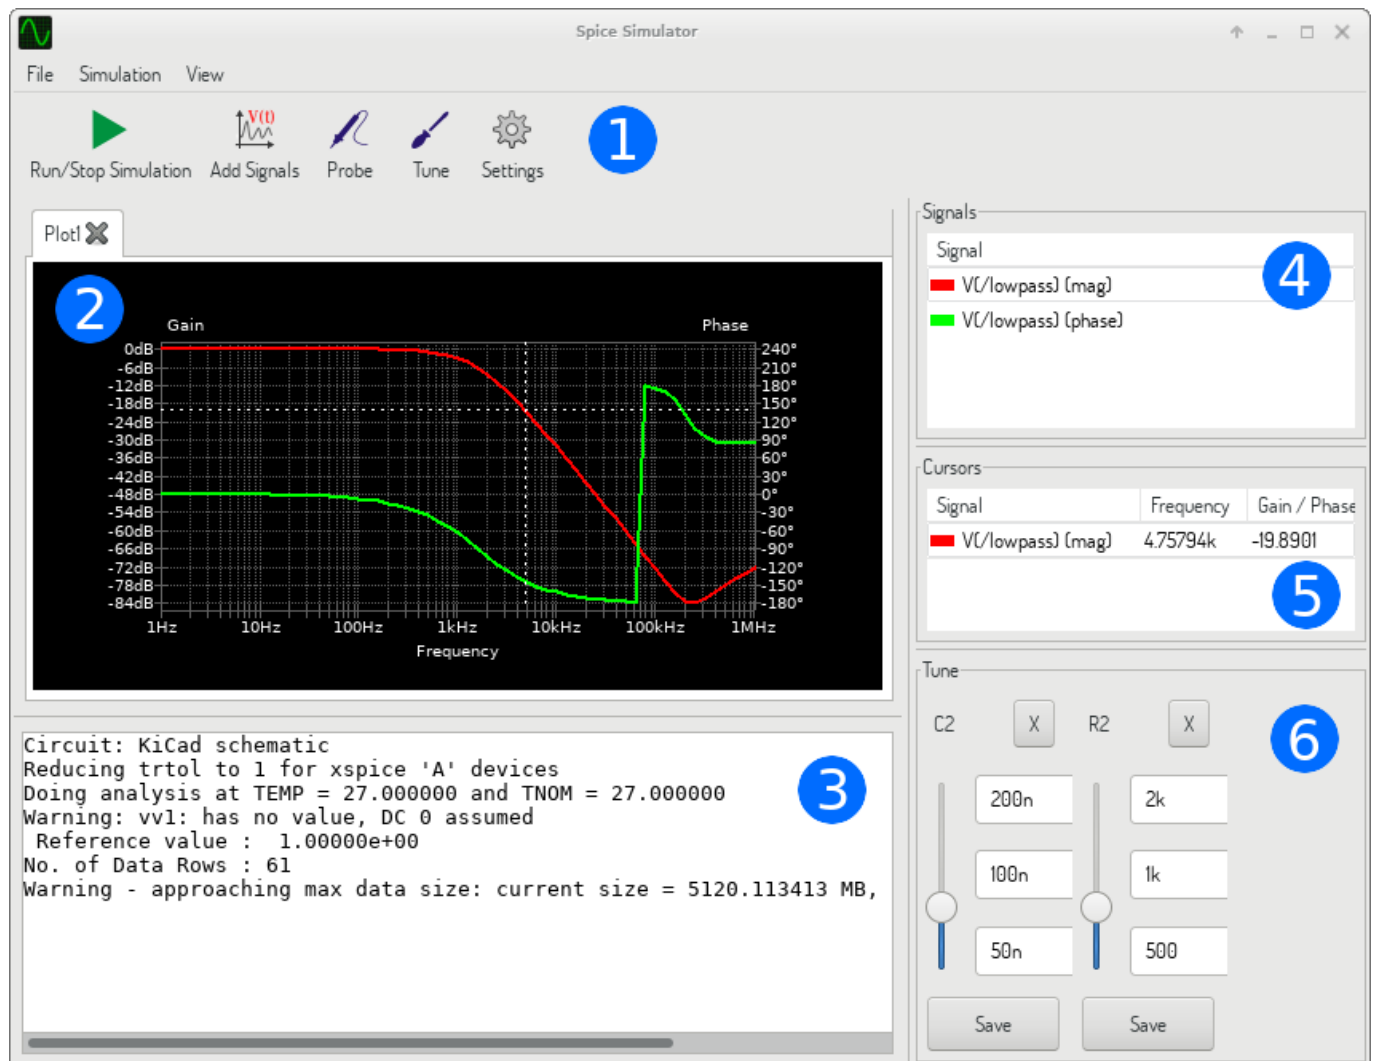 Spice Simulator
File Simulation View
Run/Stop Simulation Add Signals Probe Tune Settings
1
Plot1
2
Gain Phase
0dB 240°
-6dB 210°
-12dB 180°
-18dB 150°
-24dB 120°
-30dB 90°
-36dB 60°
-42dB 30°
-48dB 0°
-54dB -30°
-60dB -60°
-66dB -90°
-72dB -120°
-78dB -150°
-84dB -180°
1Hz 10Hz 100Hz 1kHz 10kHz 100kHz 1MHz
Frequency
Circuit: KiCad schematic
Reducing trtol to 1 for xspice 'A' devices
Doing analysis at TEMP = 27.000000 and TNOM = 27.000000
Warning: vv1: has no value, DC 0 assumed
Reference value : 1.00000e+00
No. of Data Rows : 61
Warning - approaching max data size: current size = 5120.113413 MB,
3
Signals
Signal
V(/lowpass) (mag)
V(/lowpass) (phase)
4
Cursors
Signal Frequency Gain / Phase
V(/lowpass) (mag) 4.75794k -19.8901
5
Tune
C2 X R2 X
6
200n 2k
100n 1k
50n 500
Save Save
V(t)